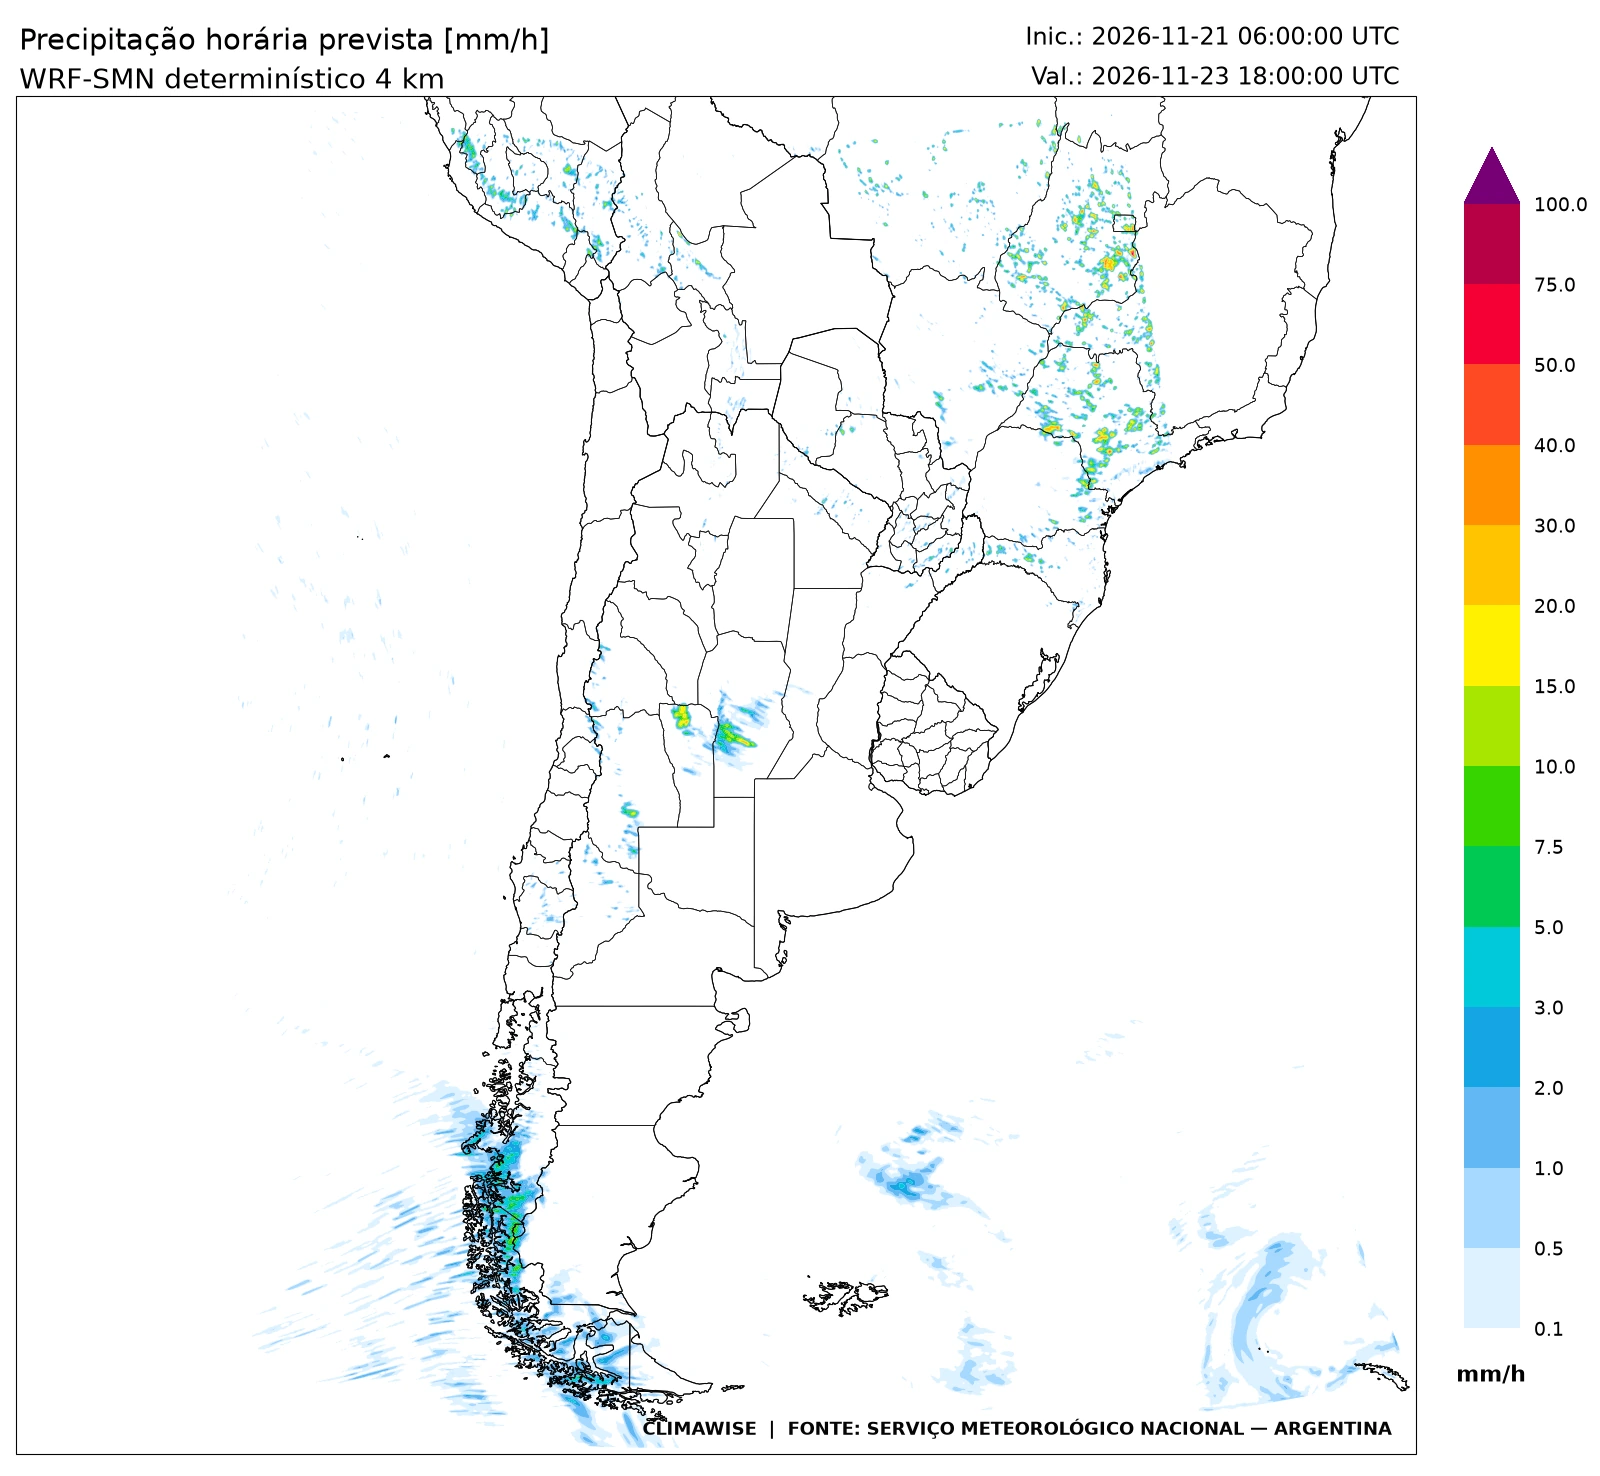 Precipitação horária prevista [mm/h]
WRF-SMN determinístico 4 km
Inic.: 2026-11-21 06:00:00 UTC
Val.: 2026-11-23 18:00:00 UTC
100.0
75.0
50.0
40.0
30.0
20.0
15.0
10.0
7.5
5.0
3.0
2.0
1.0
0.5
0.1
mm/h
CLIMAWISE | FONTE: SERVIÇO METEOROLÓGICO NACIONAL — ARGENTINA